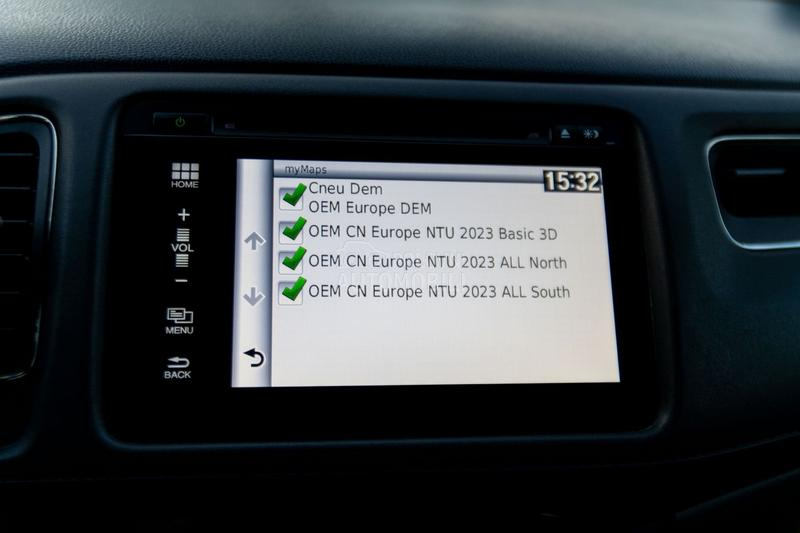 HOME
+
VOL
−
MENU
BACK
myMaps
15:32
Cneu Dem
OEM Europe DEM
OEM CN Europe NTU 2023 Basic 3D
OEM CN Europe NTU 2023 ALL North
OEM CN Europe NTU 2023 ALL South
AUTOMOBILI